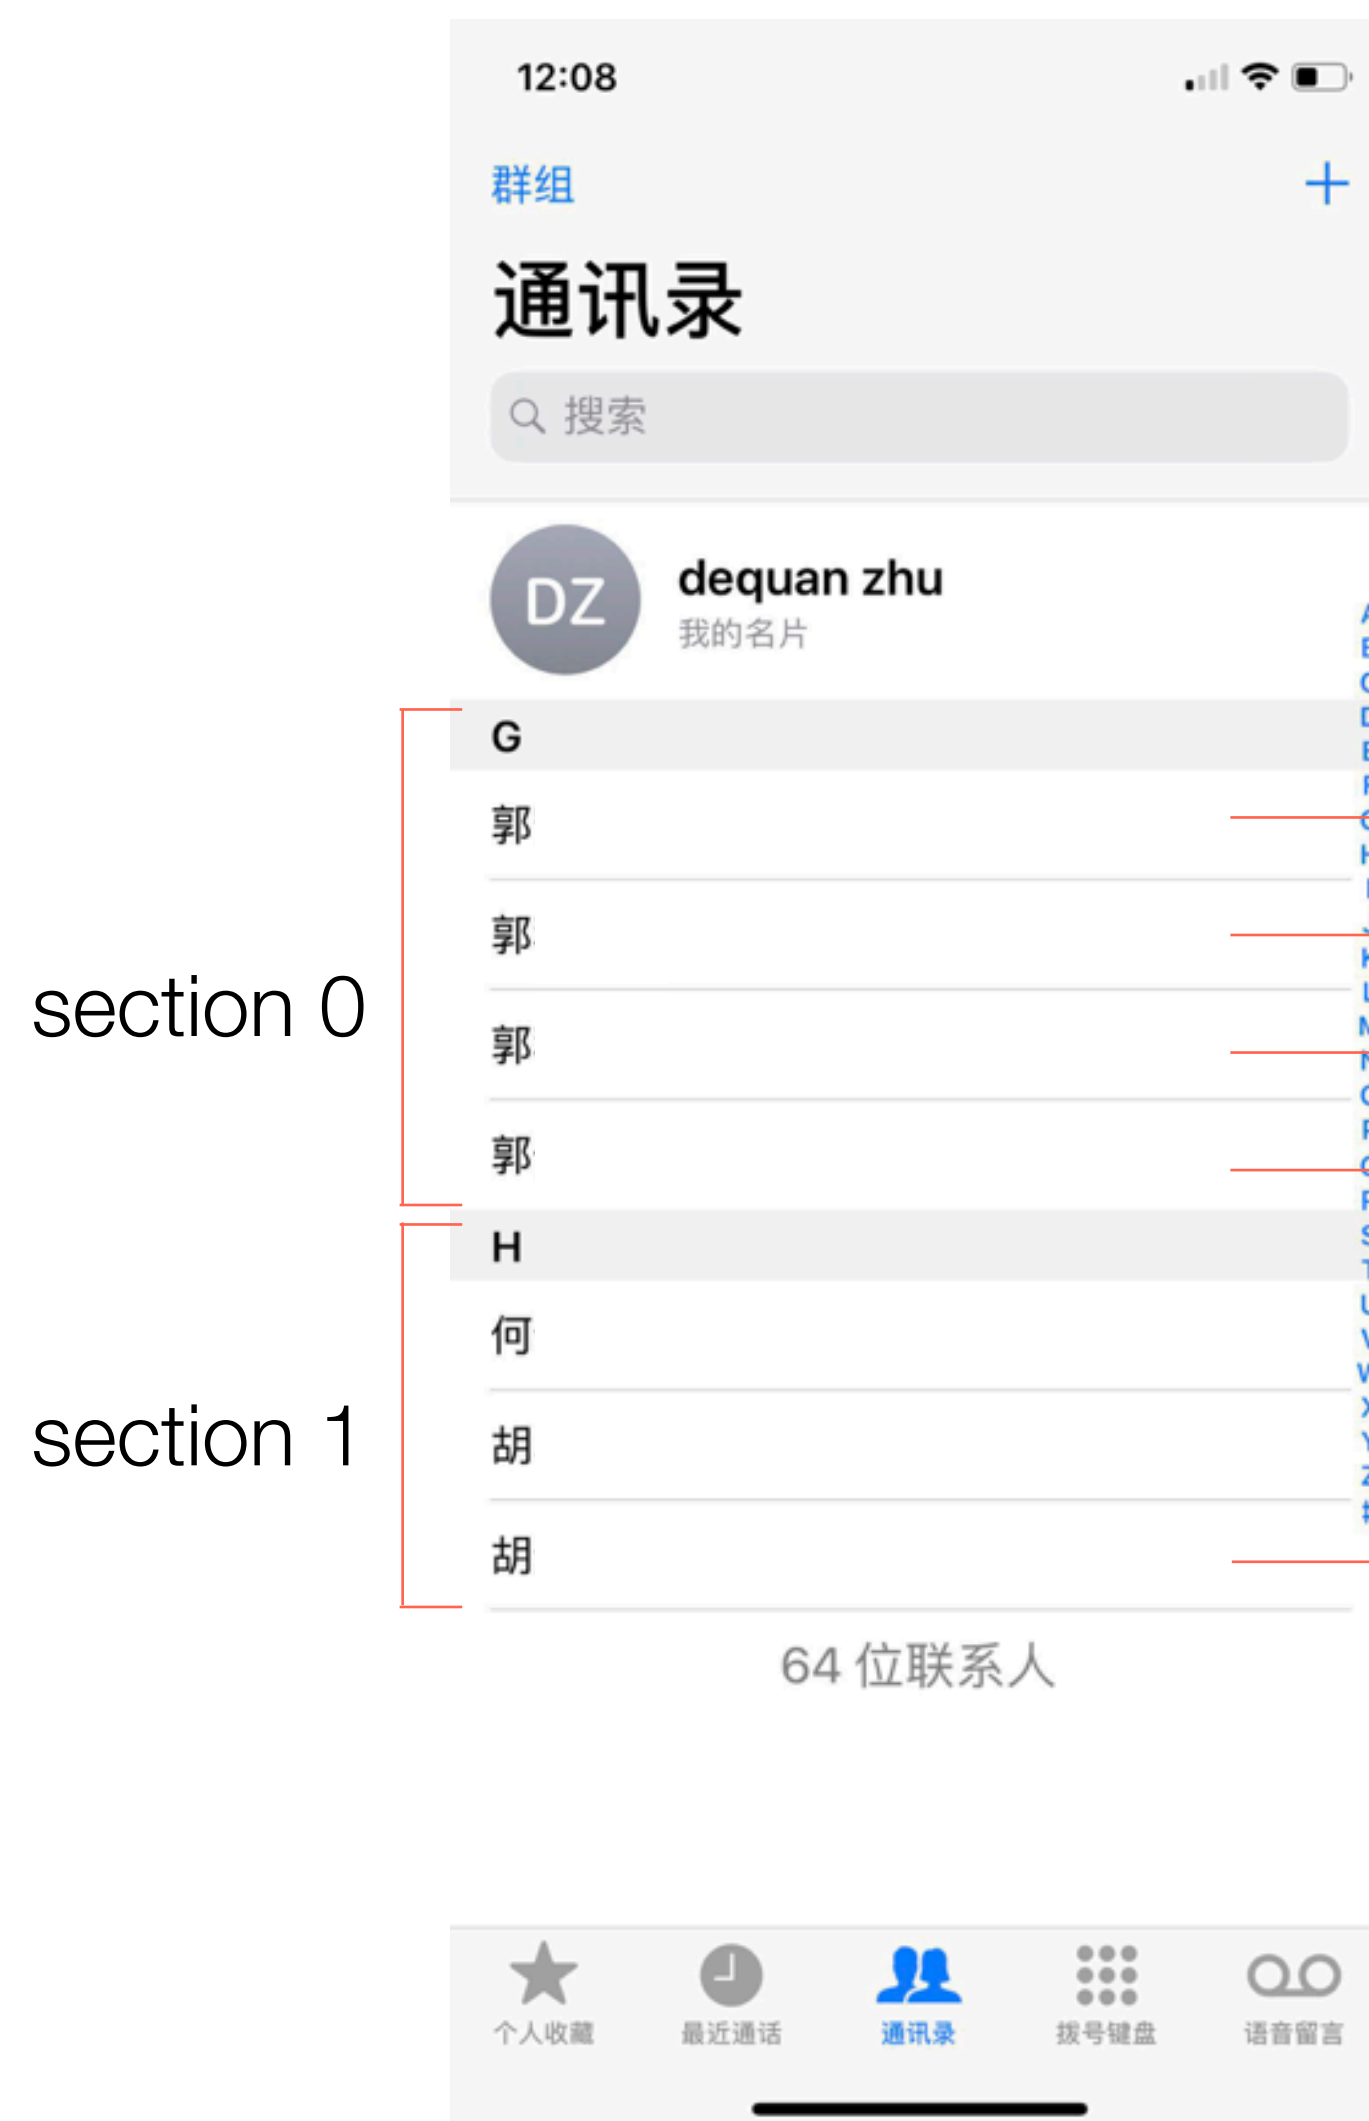 12:08
群组
通讯录
搜索
DZ
dequan zhu
我的名片
G
郭
郭
郭
郭
section 0
H
何
胡
胡
section 1
64 位联系人
个人收藏
最近通话
通讯录
拨号键盘
语音留言